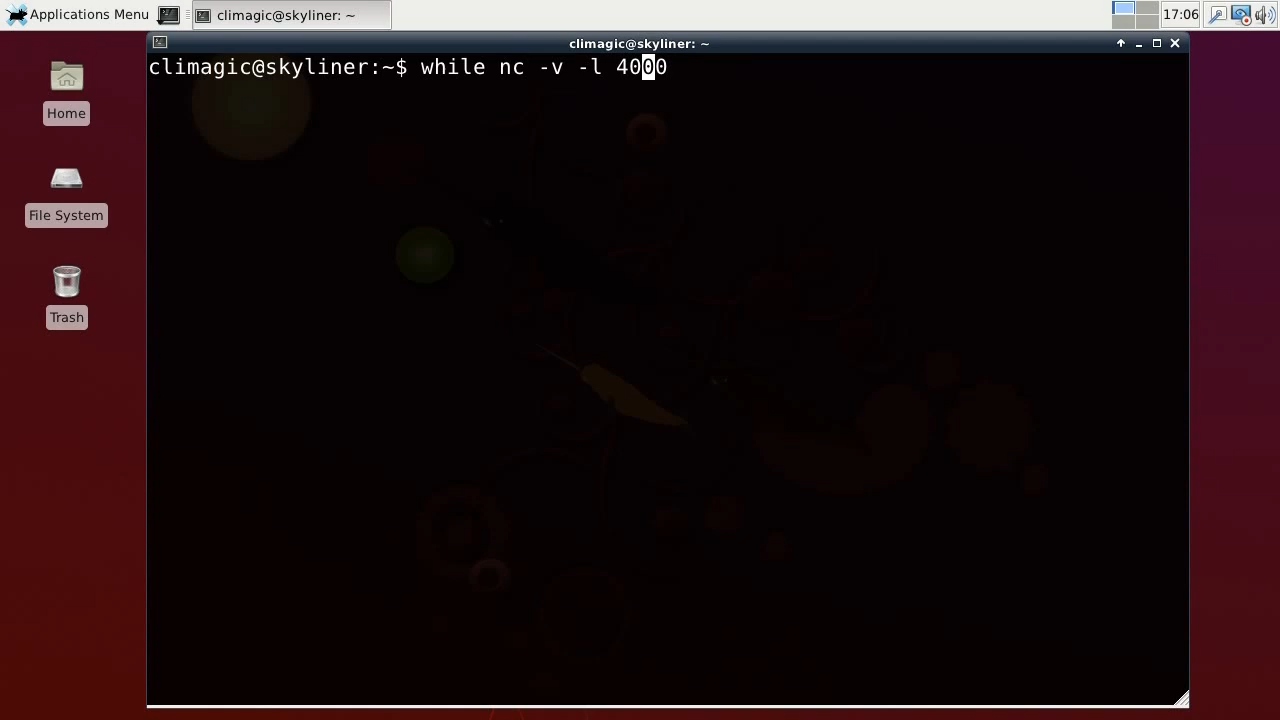 Applications Menu
climagic@skyliner: ~
17:06
climagic@skyliner: ~
climagic@skyliner:~$ while nc -v -l 4000
Home
File System
Trash